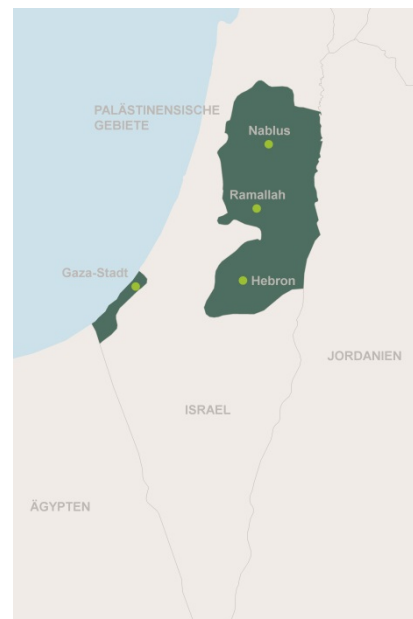 PALÄSTINENSISCHE
GEBIETE
Nablus
Ramallah
Gaza-Stadt
Hebron
JORDANIEN
ISRAEL
ÄGYPTEN